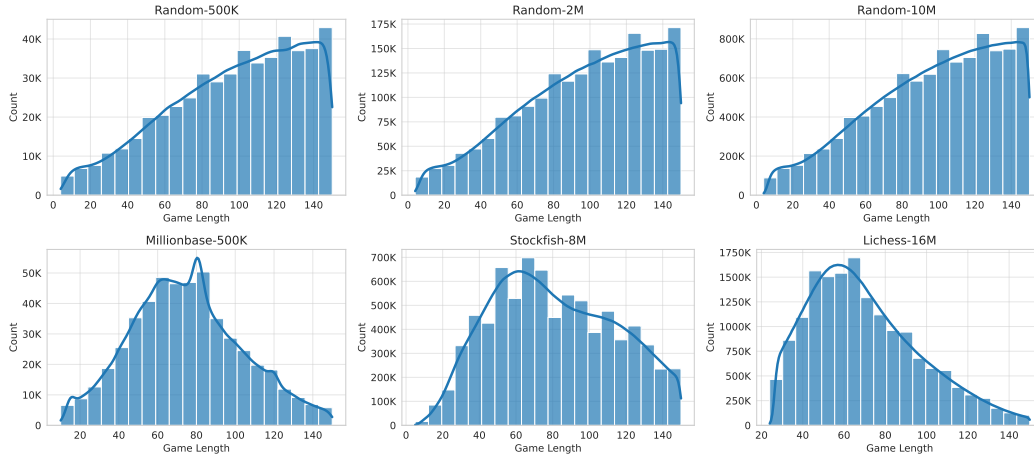 Random-500K
Count
40K
30K
20K
10K
0
0 20 40 60 80 100 120 140
Game Length
Random-2M
Count
175K
150K
125K
100K
75K
50K
25K
0
0 20 40 60 80 100 120 140
Game Length
Random-10M
Count
800K
600K
400K
200K
0
0 20 40 60 80 100 120 140
Game Length
Millionbase-500K
Count
50K
40K
30K
20K
10K
0
20 40 60 80 100 120 140
Game Length
Stockfish-8M
Count
700K
600K
500K
400K
300K
200K
100K
0
0 20 40 60 80 100 120 140
Game Length
Lichess-16M
Count
1750K
1500K
1250K
1000K
750K
500K
250K
0
20 40 60 80 100 120 140
Game Length